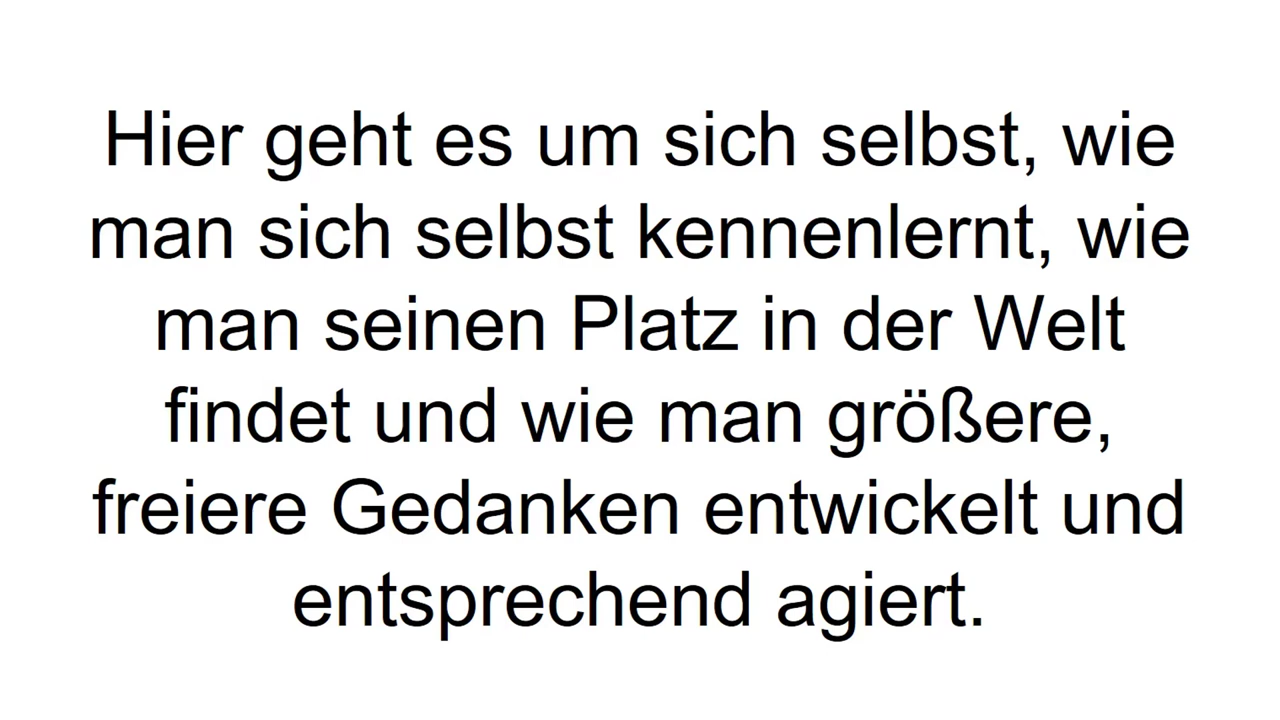 Hier geht es um sich selbst, wie
man sich selbst kennenlernt, wie
man seinen Platz in der Welt
findet und wie man größere,
freiere Gedanken entwickelt und
entsprechend agiert.